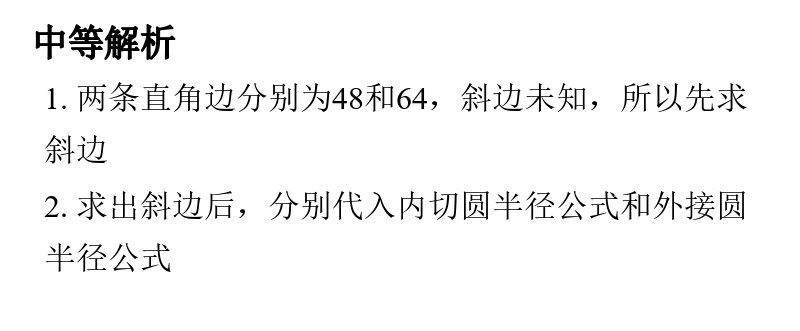 中等解析
1. 两条直角边分别为48和64，斜边未知，所以先求
斜边
2. 求出斜边后，分别代入内切圆半径公式和外接圆
半径公式